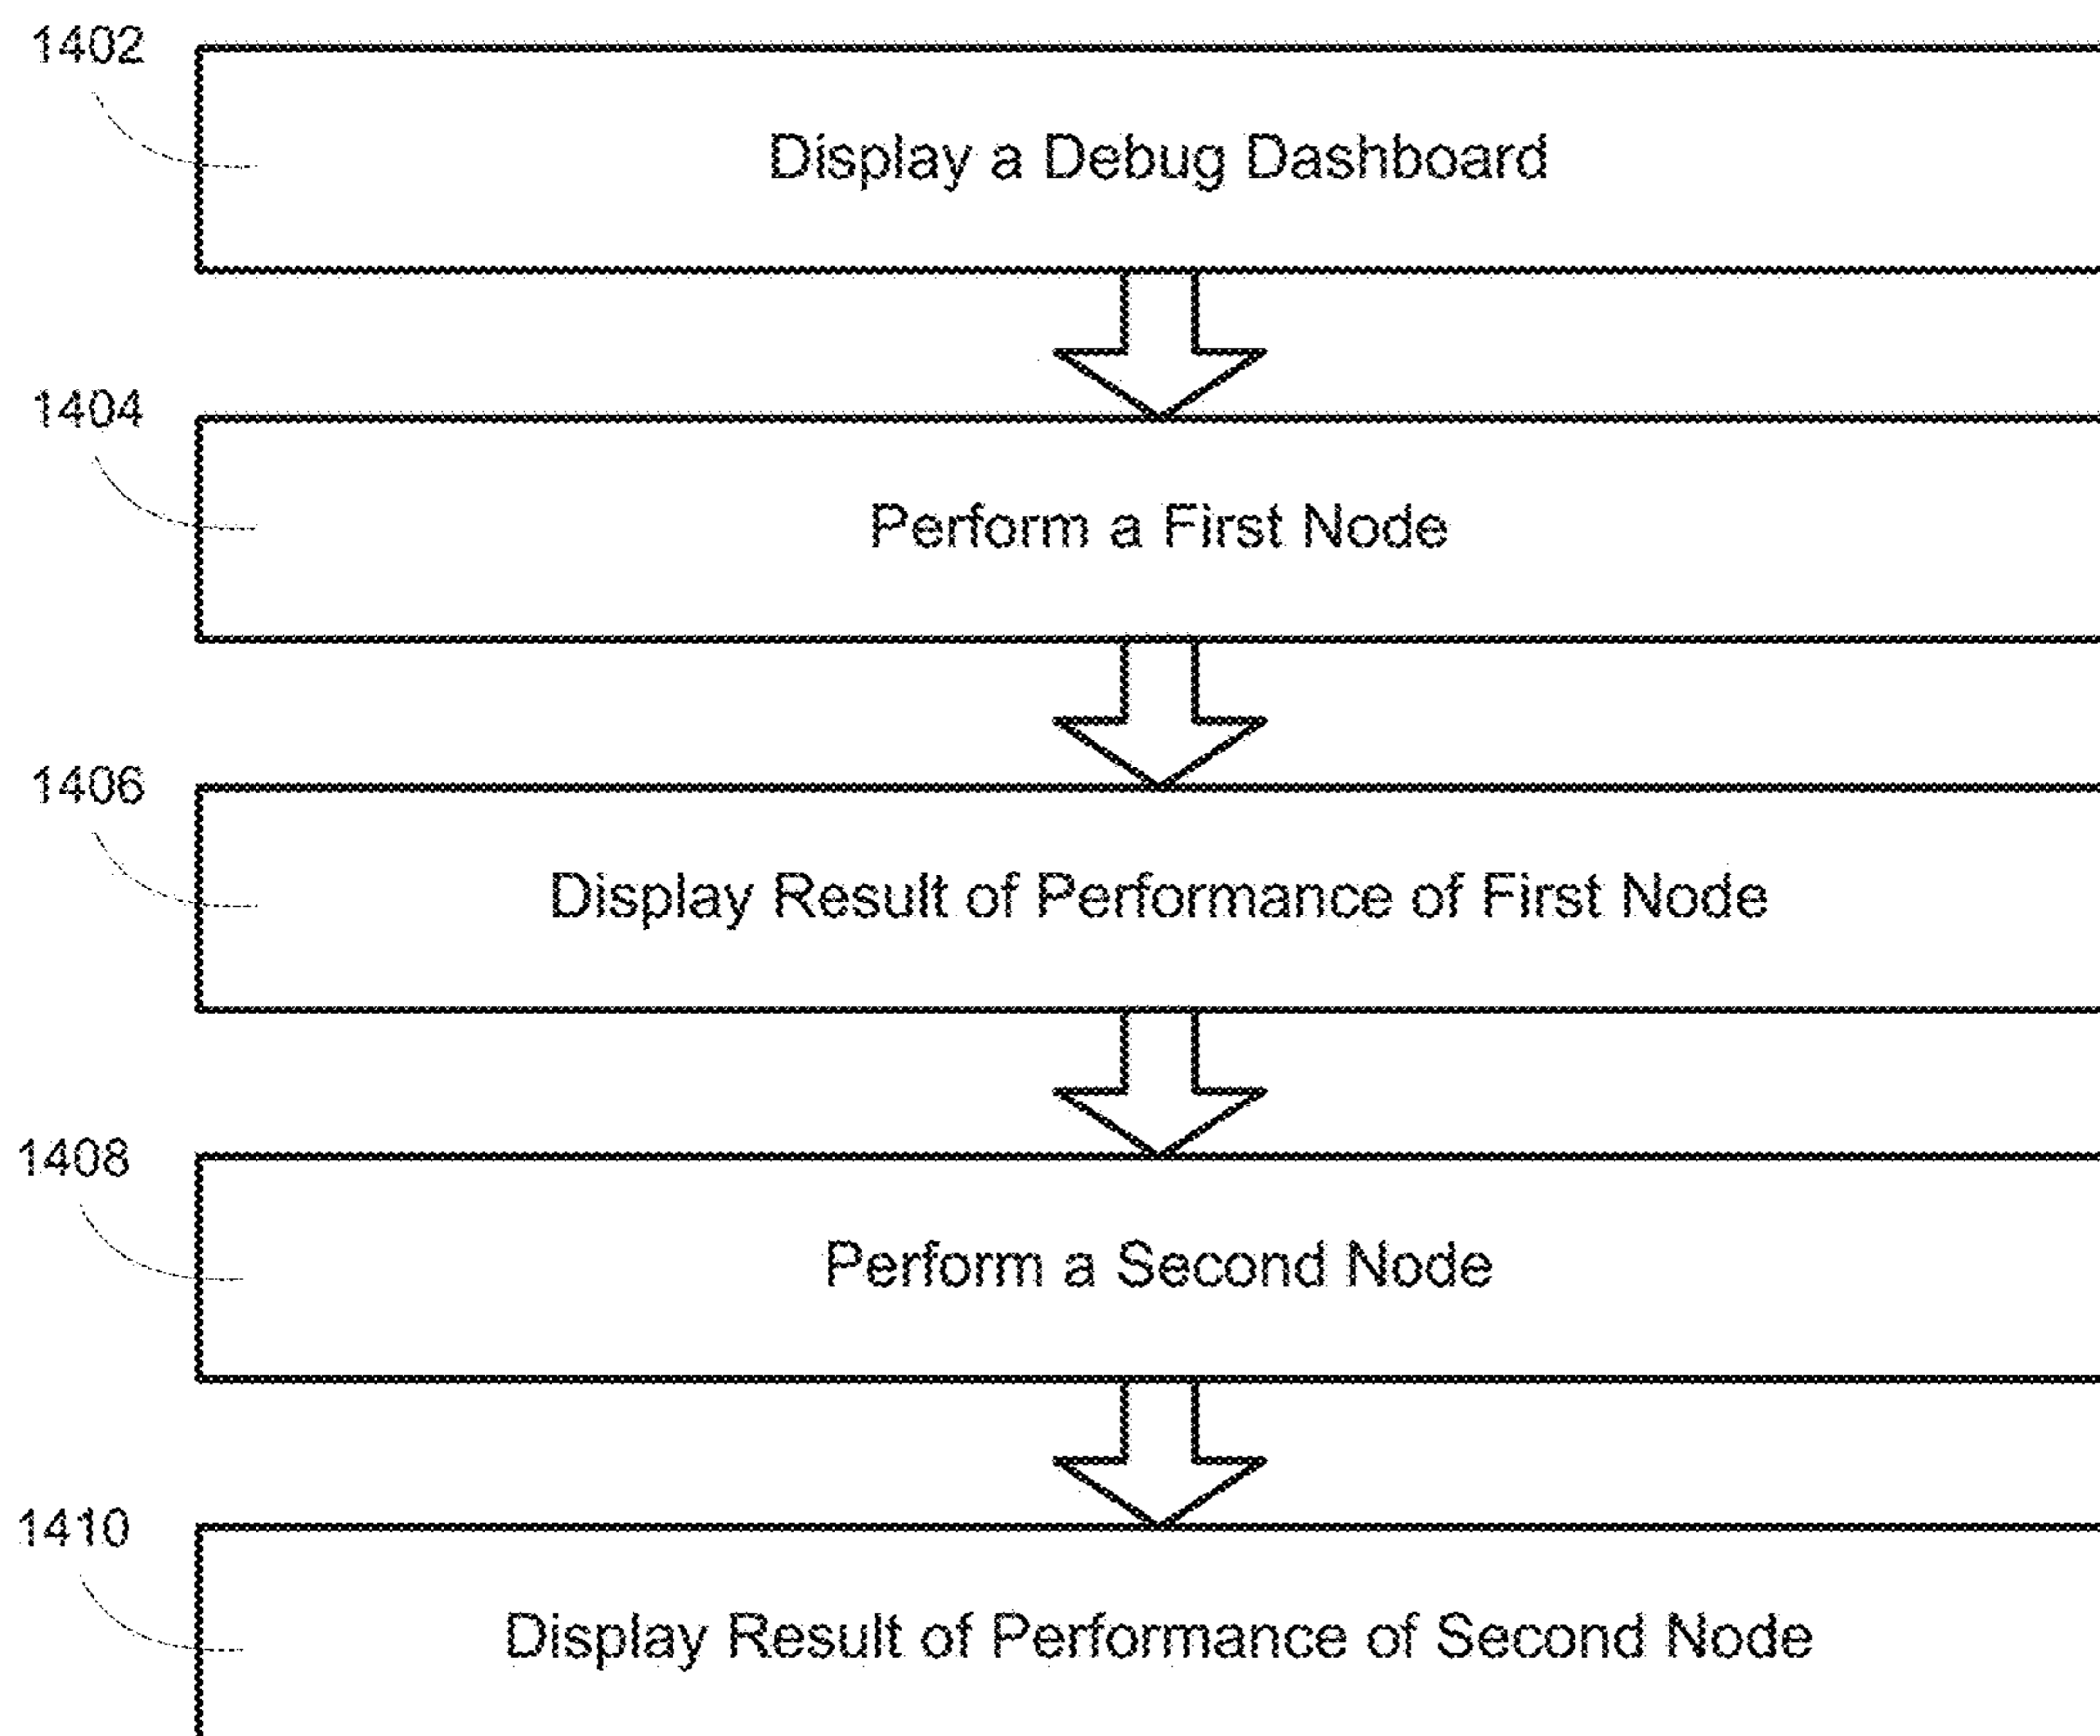 1402
Display a Debug Dashboard
1404
Perform a First Node
1406
Display Result of Performance of First Node
1408
Perform a Second Node
1410
Display Result of Performance of Second Node